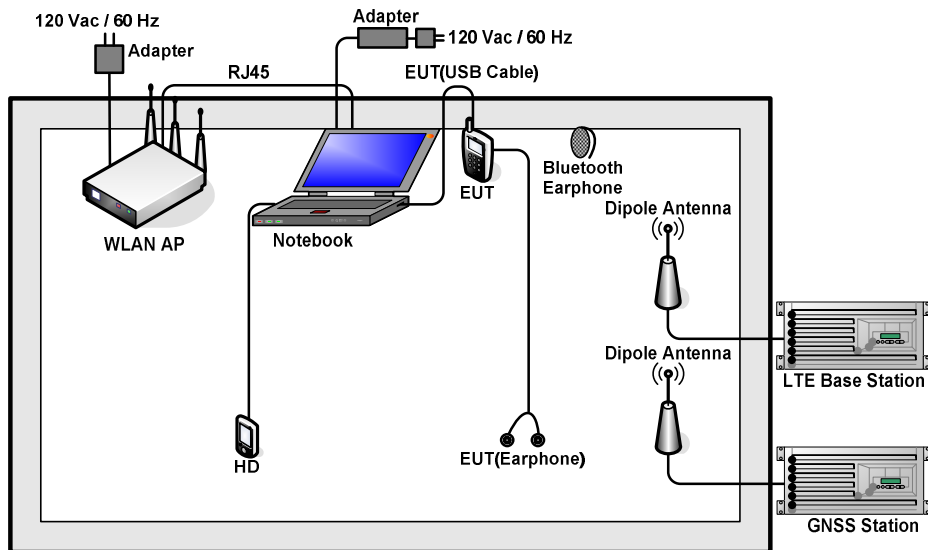 120 Vac / 60 Hz
Adapter
Adapter
120 Vac / 60 Hz
RJ45
EUT(USB Cable)
WLAN AP
Notebook
EUT
Bluetooth
Earphone
Dipole Antenna
LTE Base Station
Dipole Antenna
HD
EUT(Earphone)
GNSS Station